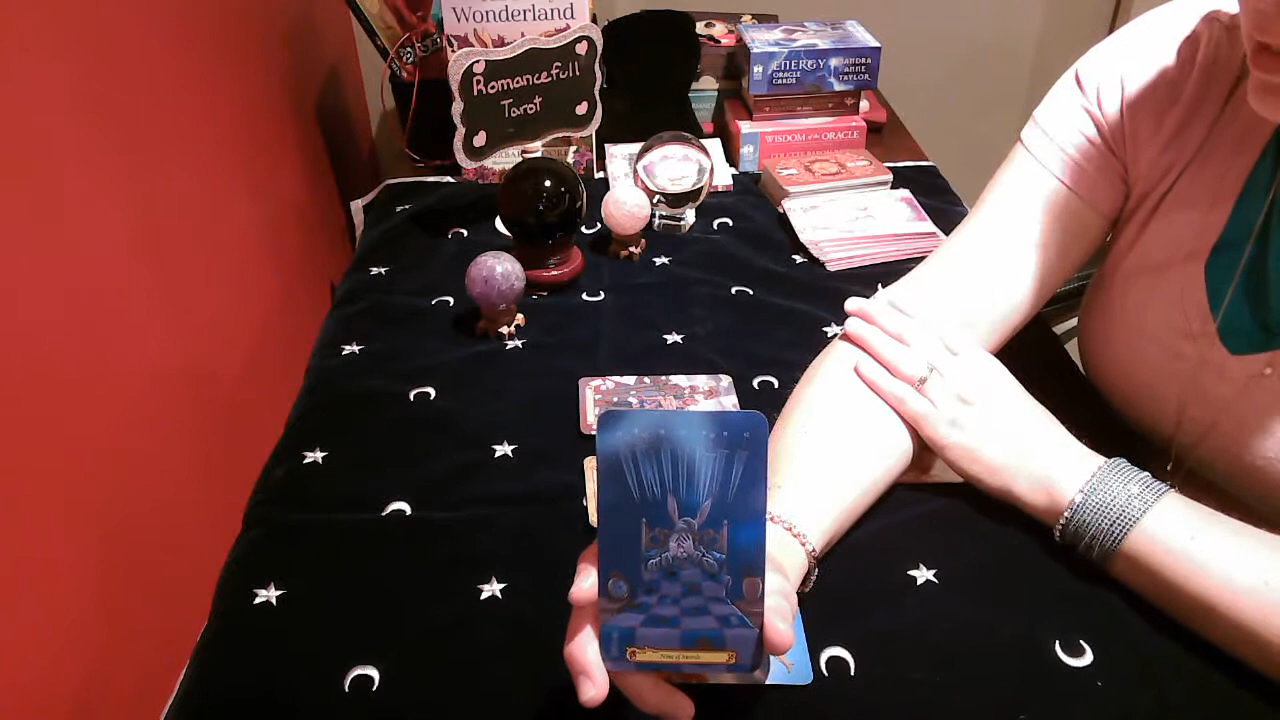 Wonderland
Romancefull
Tarot
ENERGY
ORACLE
CARDS
SANDRA
ANNE
TAYLOR
WISDOM of the ORACLE
Nine of Swords